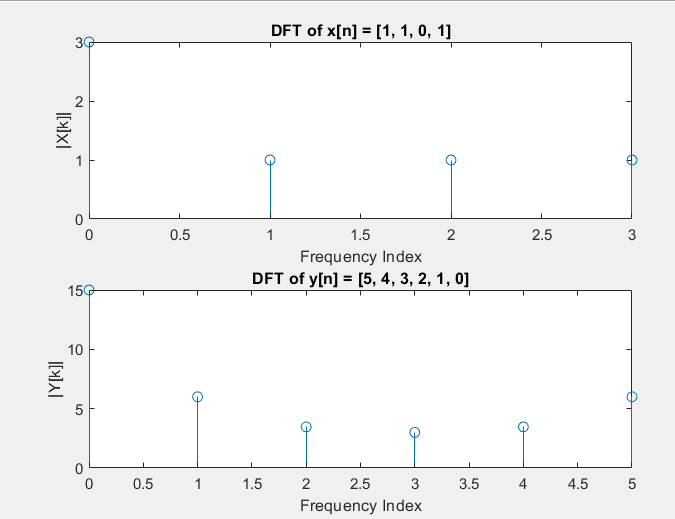 DFT of x[n] = [1, 1, 0, 1]
3
2
1
0
|X[k]|
0 0.5 1 1.5 2 2.5 3
Frequency Index
DFT of y[n] = [5, 4, 3, 2, 1, 0]
15
10
5
0
|Y[k]|
0 0.5 1 1.5 2 2.5 3 3.5 4 4.5 5
Frequency Index